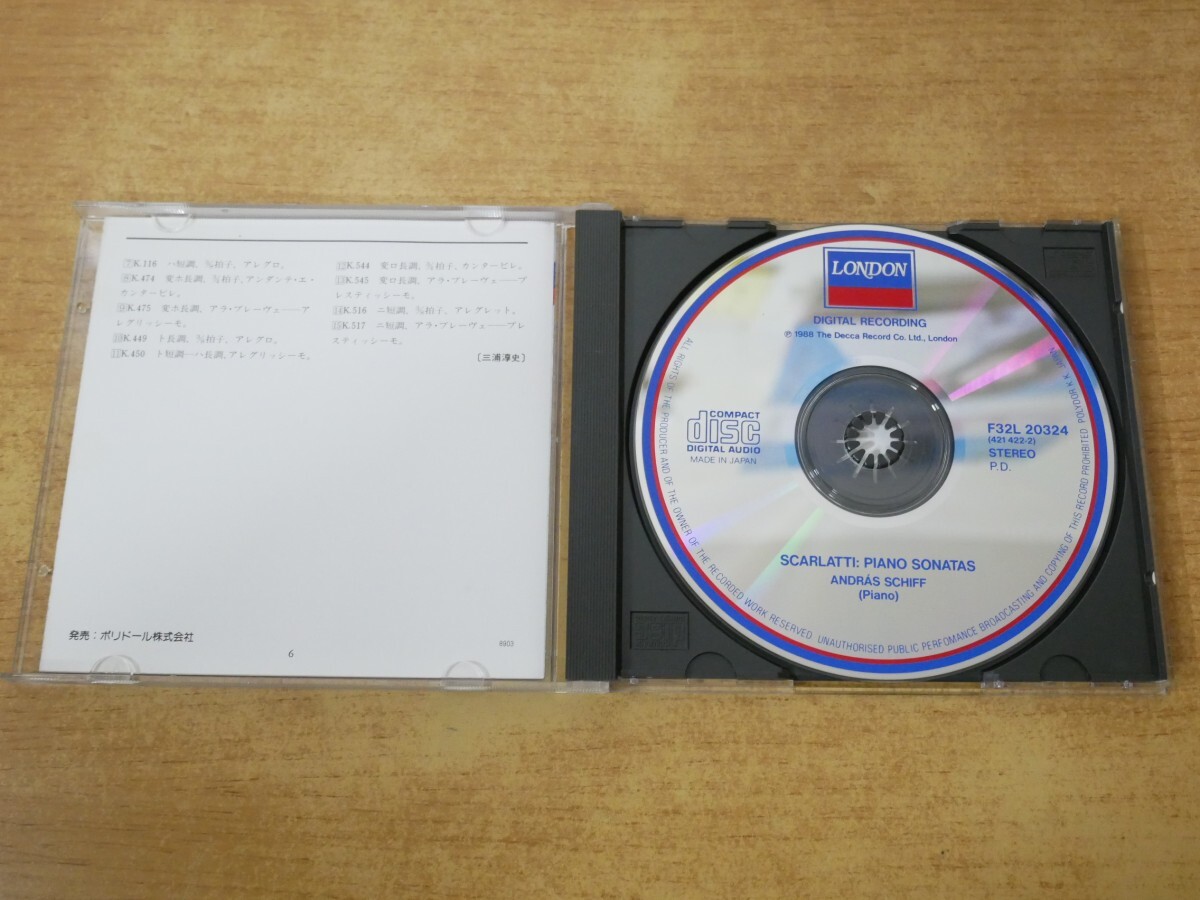 ⑦K.116 ハ短調、3/8拍子、アレグロ。
⑧K.474 変ホ長調、3/4拍子、アンダンテ・エ・
カンタービレ。
⑨K.475 変ホ長調、アラ・ブレーヴェ――ア
レグリッシーモ。
⑩K.449 ト長調、拍子、アレグロ。
⑪K.450 ト短調―ハ長調、アレグリッシーモ。
⑫K.544 変ロ長調、3/4拍子、カンタービレ。
⑬K.545 変ロ長調、アラ・ブレーヴェ――プ
レスティッシーモ。
⑭K.516 ニ短調、3/8拍子、アレグレット。
⑮K.517 ニ短調、アラ・ブレーヴェ――プレ
スティッシーモ。
〔三浦淳史〕
発売：ポリドール株式会社
6
8903
LONDON
DIGITAL RECORDING
℗ 1988 The Decca Record Co. Ltd., London
COMPACT
disc
DIGITAL AUDIO
MADE IN JAPAN
F32L 20324
(421 422-2)
STEREO
P.D.
SCARLATTI: PIANO SONATAS
ANDRÁS SCHIFF
(Piano)
ALL RIGHTS OF THE PRODUCER AND OF THE OWNER OF THE RECORDED WORK RESERVED. UNAUTHORISED PUBLIC PERFOMANCE BROADCASTING AND COPYING OF THIS RECORD PROHIBITED. POLYDOR K.K. JAPAN